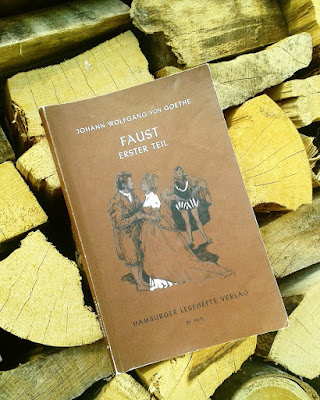 JOHANN WOLFGANG VON GOETHE
FAUST
ERSTER TEIL
HAMBURGER LESEHEFTE VERLAG